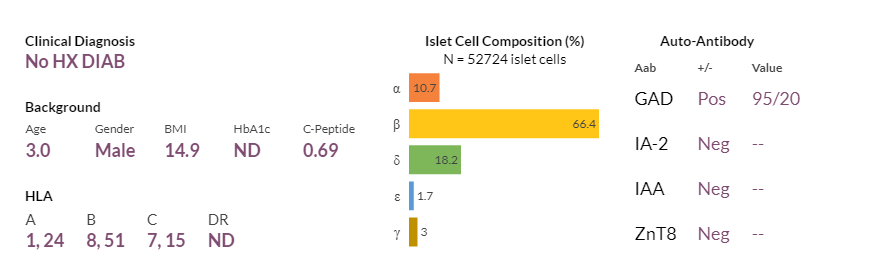 Clinical Diagnosis
No HX DIAB
Background
Age Gender BMI HbA1c C-Peptide
3.0 Male 14.9 ND 0.69
HLA
A B C DR
1, 24 8, 51 7, 15 ND
Islet Cell Composition (%)
N = 52724 islet cells
α 10.7
β 66.4
δ 18.2
ε 1.7
γ 3
Auto-Antibody
Aab +/- Value
GAD Pos 95/20
IA-2 Neg --
IAA Neg --
ZnT8 Neg --